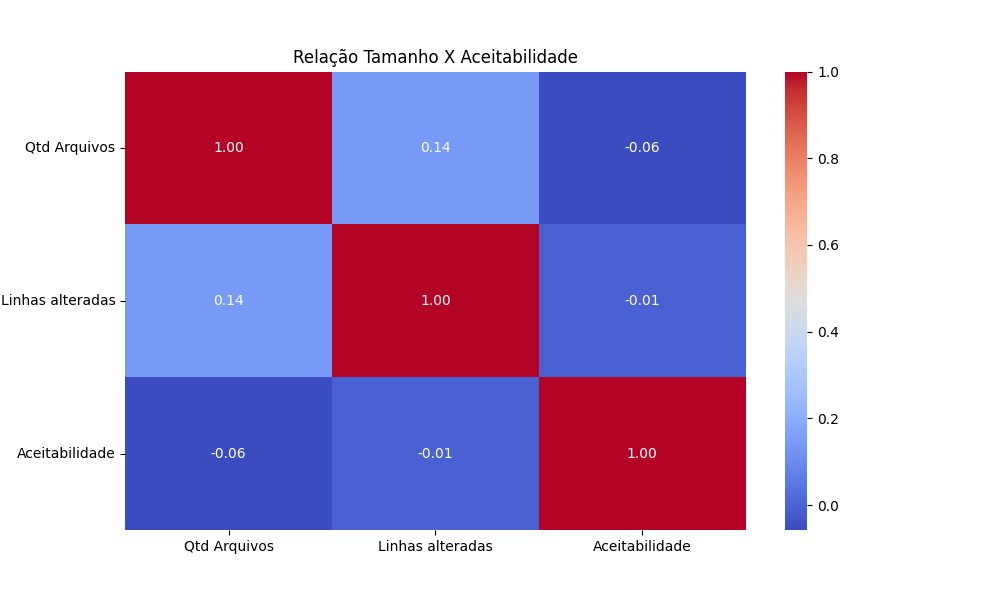 Relação Tamanho X Aceitabilidade
Qtd Arquivos
1.00
0.14
-0.06
Linhas alteradas
0.14
1.00
-0.01
Aceitabilidade
-0.06
-0.01
1.00
Qtd Arquivos
Linhas alteradas
Aceitabilidade
1.0
0.8
0.6
0.4
0.2
0.0